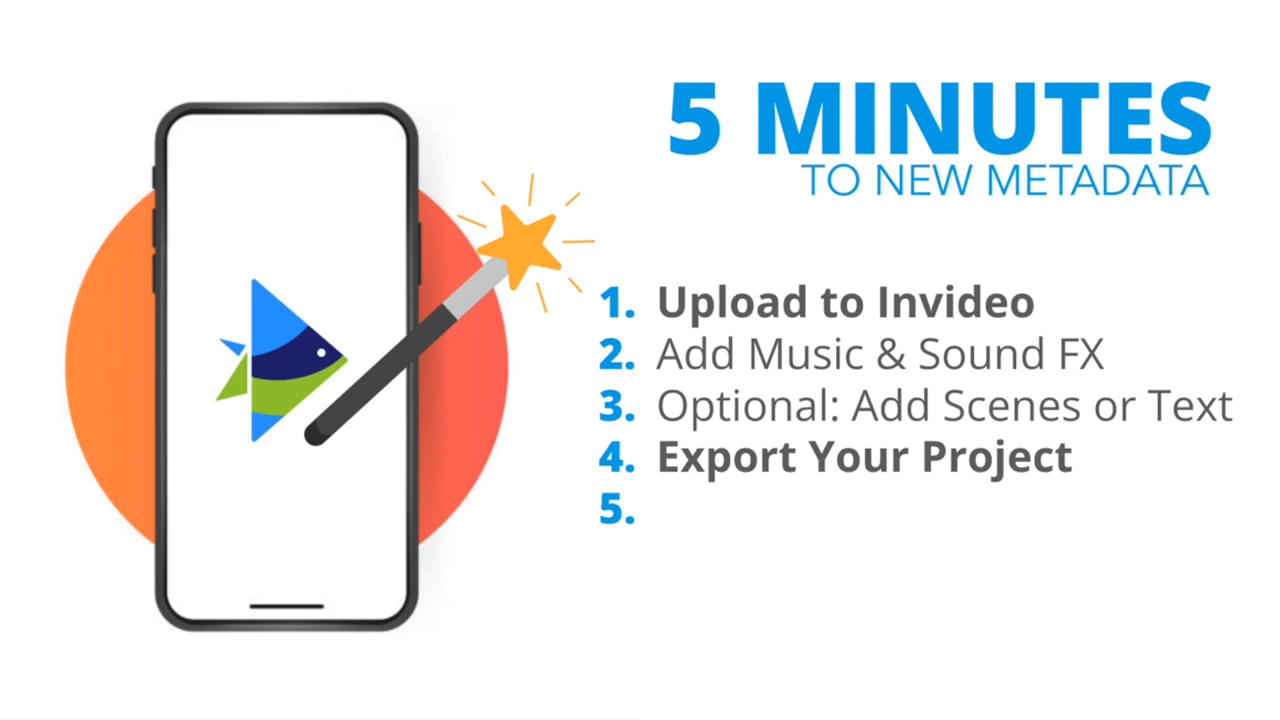 5 MINUTES
TO NEW METADATA
1. Upload to Invideo
2. Add Music & Sound FX
3. Optional: Add Scenes or Text
4. Export Your Project
5.